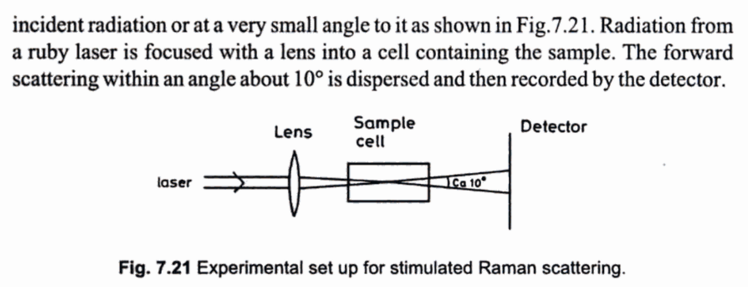 incident radiation or at a very small angle to it as shown in Fig.7.21. Radiation from
a ruby laser is focused with a lens into a cell containing the sample. The forward
scattering within an angle about 10° is dispersed and then recorded by the detector.
Lens
Sample
cell
Detector
laser
Ca 10°
Fig. 7.21 Experimental set up for stimulated Raman scattering.